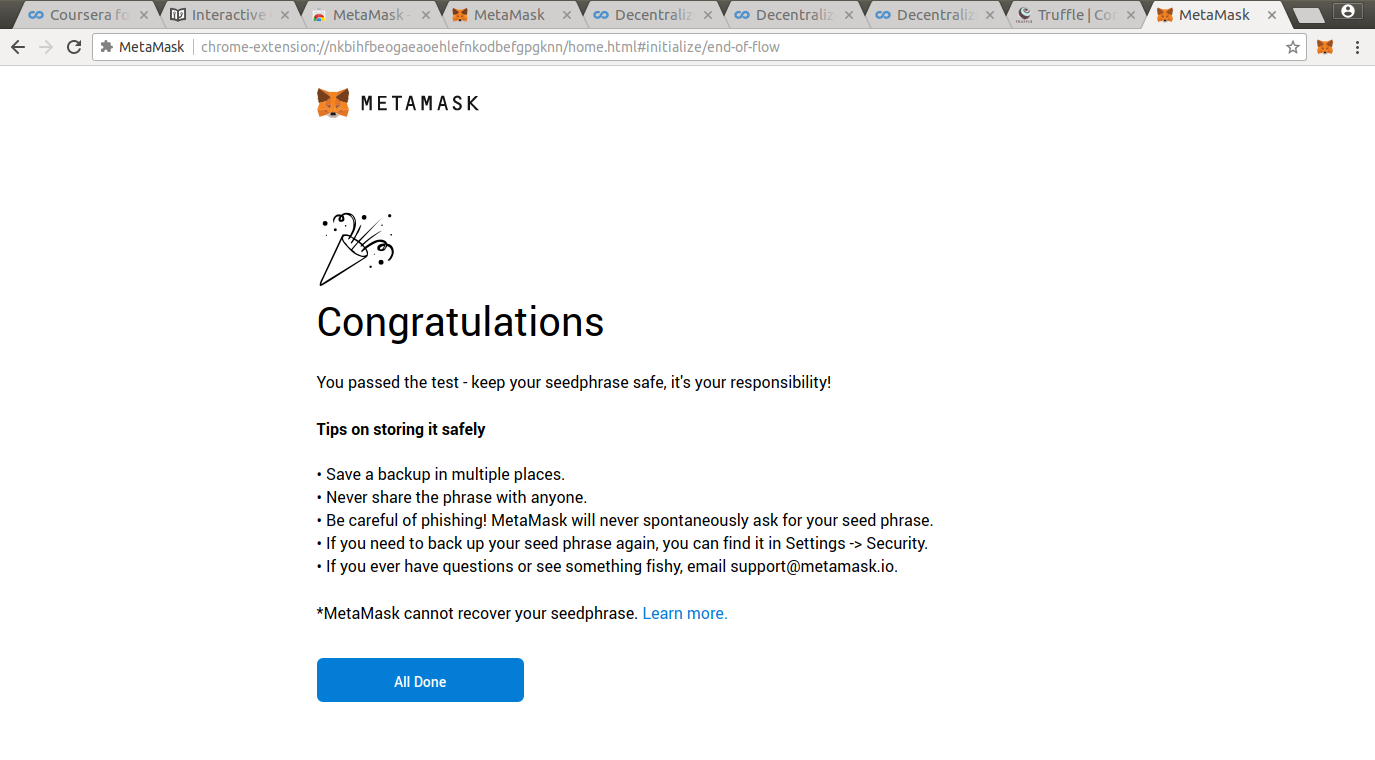 Coursera fo
Interactive
MetaMask -
MetaMask
Decentraliz
Decentraliz
Decentraliz
Truffle | Cor
MetaMask
MetaMask
chrome-extension://nkbihfbeogaeaoehlefnkodbefgpgknn/home.html#initialize/end-of-flow
METAMASK
Congratulations
You passed the test - keep your seedphrase safe, it's your responsibility!
Tips on storing it safely
• Save a backup in multiple places.
• Never share the phrase with anyone.
• Be careful of phishing! MetaMask will never spontaneously ask for your seed phrase.
• If you need to back up your seed phrase again, you can find it in Settings -> Security.
• If you ever have questions or see something fishy, email support@metamask.io.
*MetaMask cannot recover your seedphrase. Learn more.
All Done